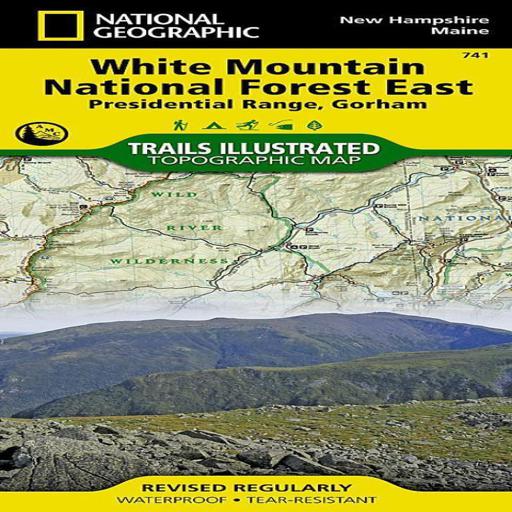 NATIONAL
GEOGRAPHIC
New Hampshire
Maine
741
White Mountain
National Forest East
Presidential Range, Gorham
AMC
TRAILS ILLUSTRATED
TOPOGRAPHIC MAP
WILD
RIVER
WILDERNESS
NATIONAL
REVISED REGULARLY
WATERPROOF • TEAR-RESISTANT